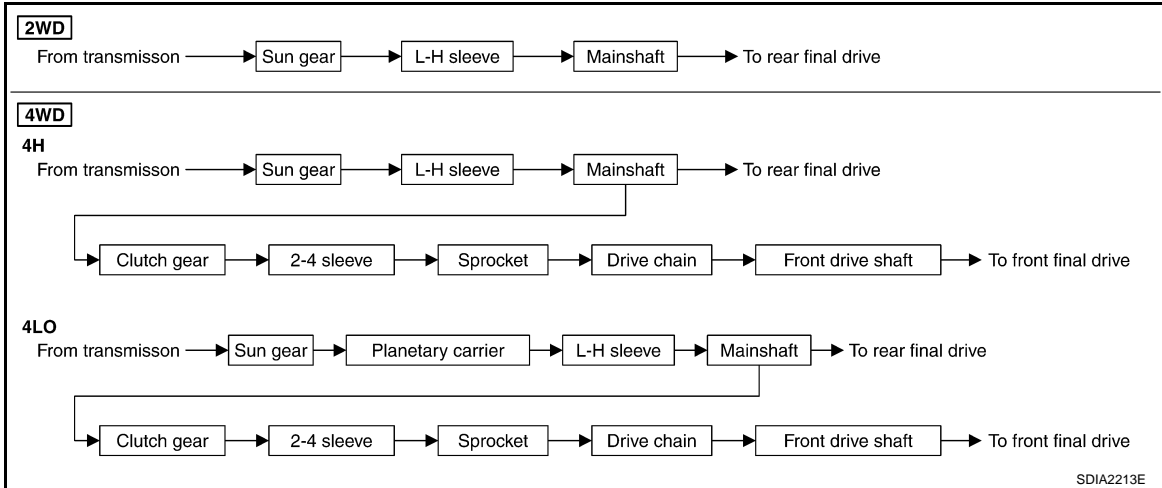 2WD
From transmisson Sun gear L-H sleeve Mainshaft To rear final drive
4WD
4H
From transmisson Sun gear L-H sleeve Mainshaft To rear final drive
Clutch gear 2-4 sleeve Sprocket Drive chain Front drive shaft To front final drive
4LO
From transmisson Sun gear Planetary carrier L-H sleeve Mainshaft To rear final drive
Clutch gear 2-4 sleeve Sprocket Drive chain Front drive shaft To front final drive
SDIA2213E